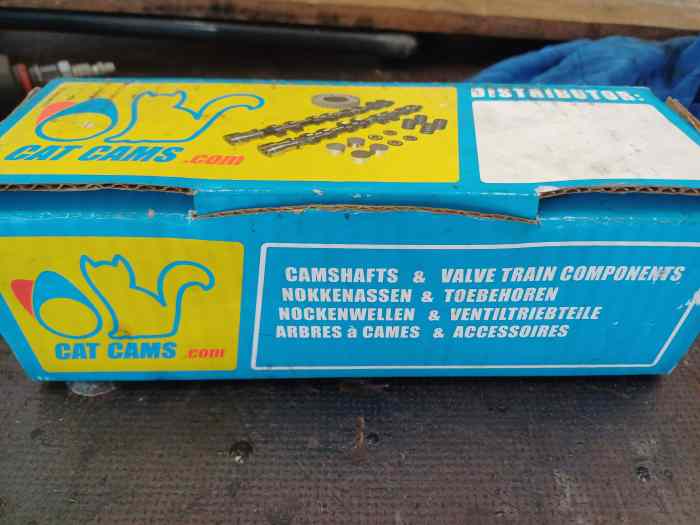 CAT CAMS .com
DISTRIBUTOR:
CAT CAMS .com
CAMSHAFTS & VALVE TRAIN COMPONENTS
NOKKENASSEN & TOEBEHOREN
NOCKENWELLEN & VENTILTRIEBTEILE
ARBRES à CAMES & ACCESSOIRES